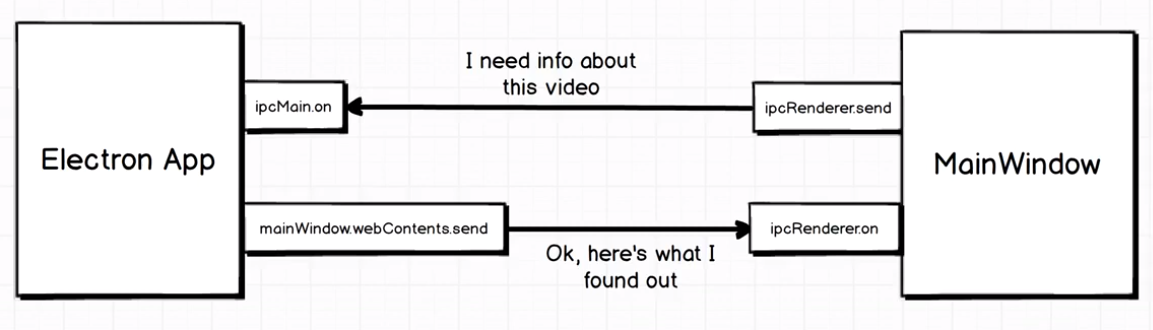 I need info about
this video
ipcMain.on
ipcRenderer.send
Electron App
MainWindow
mainWindow.webContents.send
ipcRenderer.on
Ok, here's what I
found out